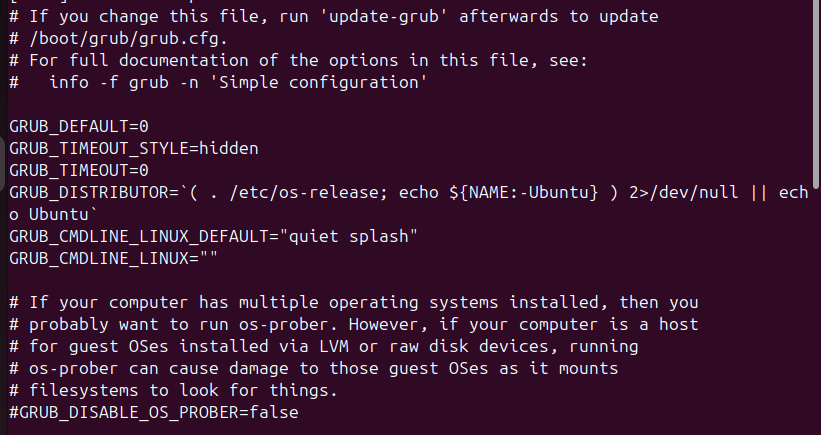 # If you change this file, run 'update-grub' afterwards to update
# /boot/grub/grub.cfg.
# For full documentation of the options in this file, see:
#   info -f grub -n 'Simple configuration'

GRUB_DEFAULT=0
GRUB_TIMEOUT_STYLE=hidden
GRUB_TIMEOUT=0
GRUB_DISTRIBUTOR=`( . /etc/os-release; echo ${NAME:-Ubuntu} ) 2>/dev/null || ech
o Ubuntu`
GRUB_CMDLINE_LINUX_DEFAULT="quiet splash"
GRUB_CMDLINE_LINUX=""

# If your computer has multiple operating systems installed, then you
# probably want to run os-prober. However, if your computer is a host
# for guest OSes installed via LVM or raw disk devices, running
# os-prober can cause damage to those guest OSes as it mounts
# filesystems to look for things.
#GRUB_DISABLE_OS_PROBER=false